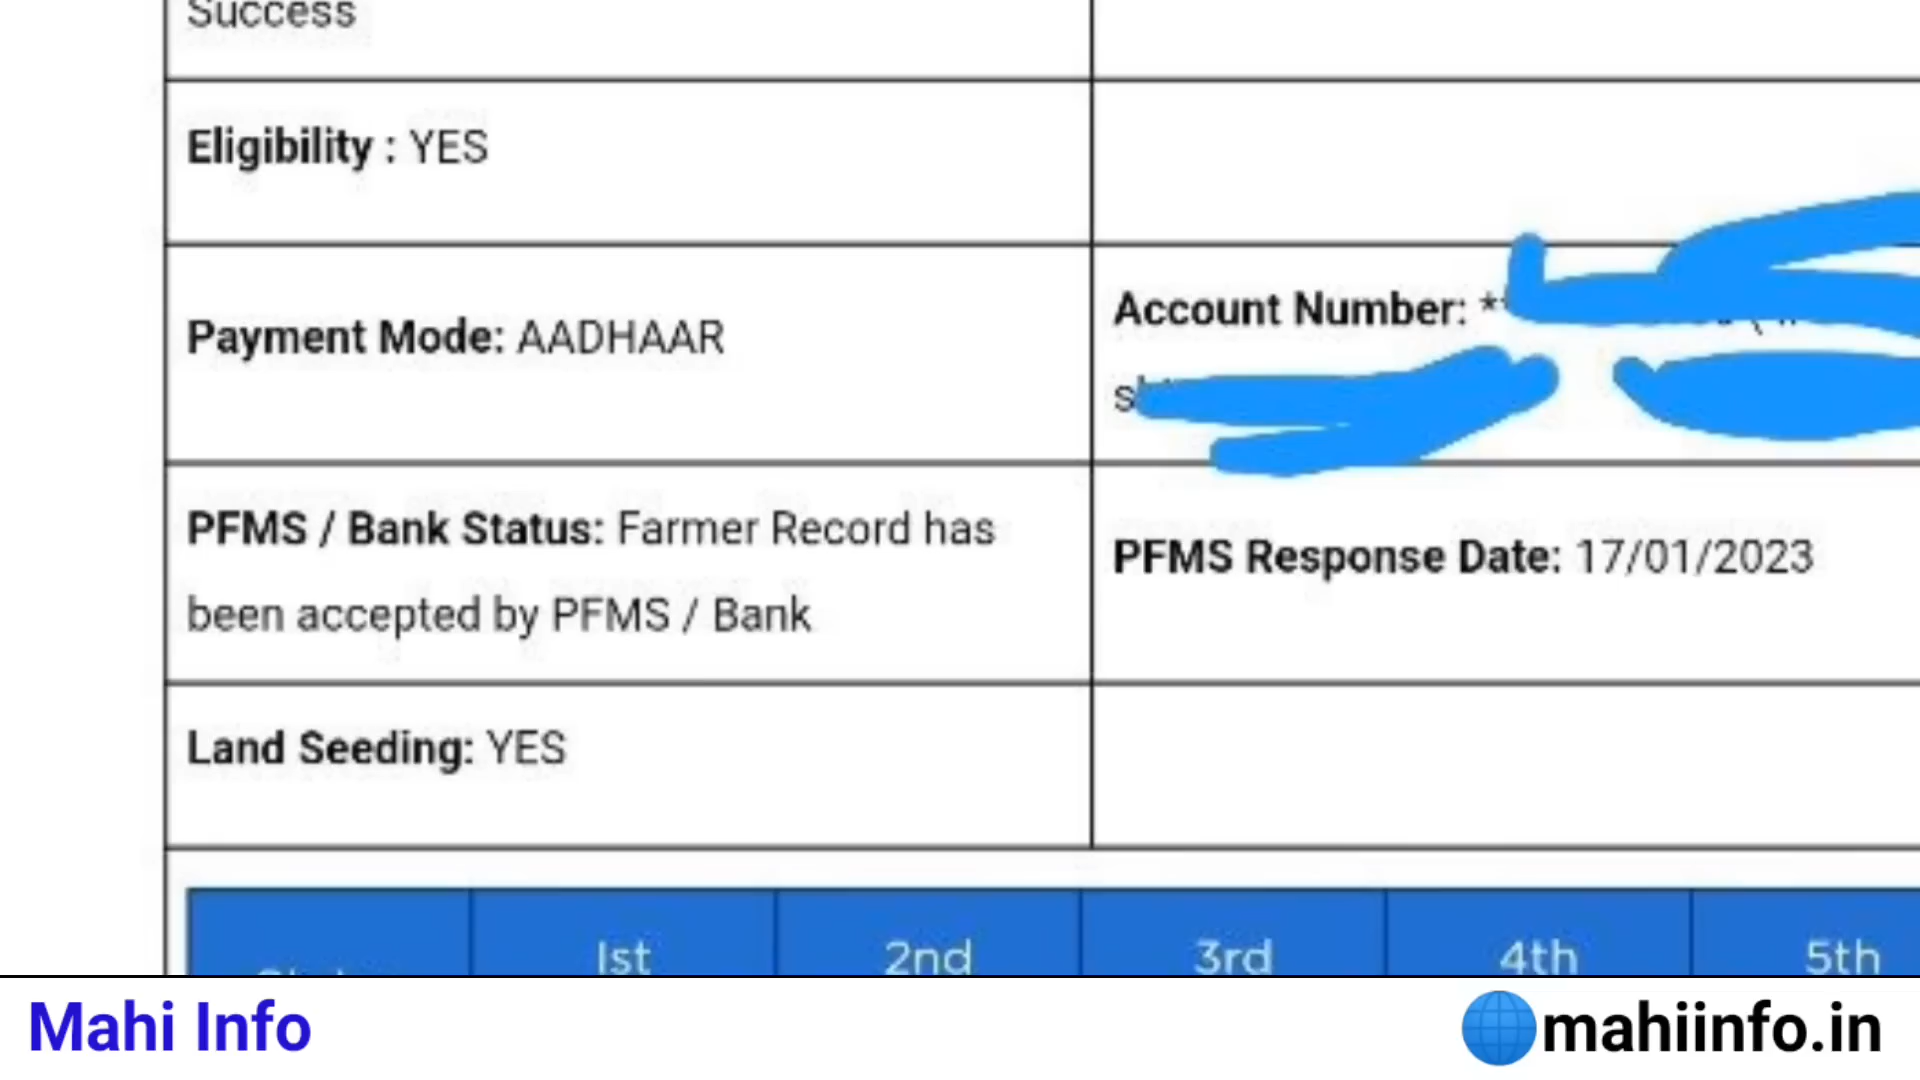 Success
Eligibility : YES
Payment Mode: AADHAAR
Account Number: *
PFMS / Bank Status: Farmer Record has
been accepted by PFMS / Bank
PFMS Response Date: 17/01/2023
Land Seeding: YES
Ist 2nd 3rd 4th 5th
Mahi Info
mahiinfo.in